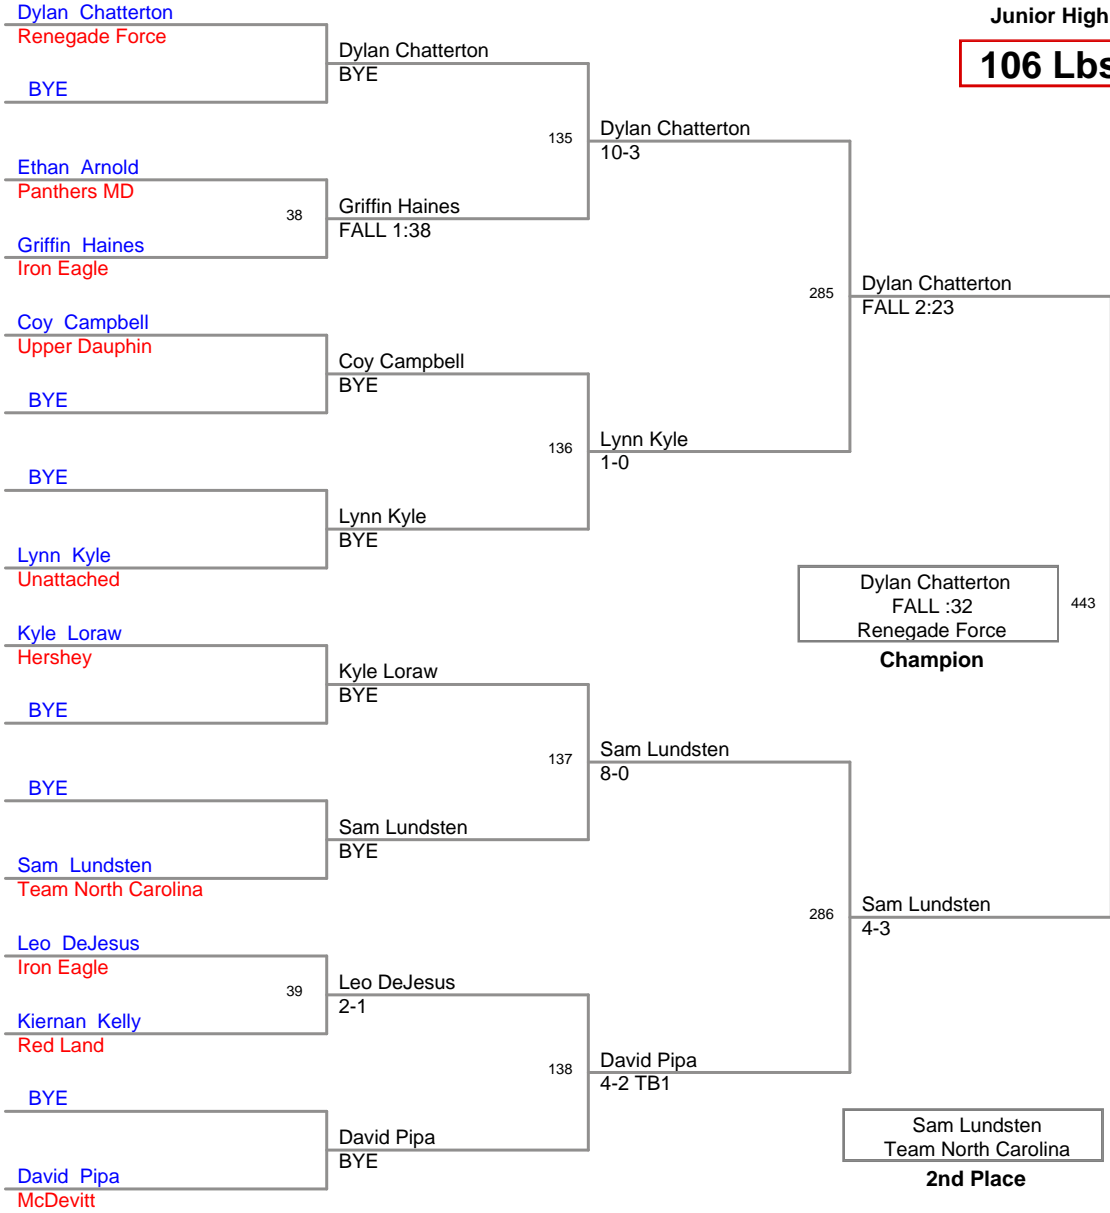 Dylan Chatterton
Renegade Force
Junior High
106 Lbs
Dylan Chatterton
BYE
BYE
135
Dylan Chatterton
10-3
Ethan Arnold
Panthers MD
38
Griffin Haines
FALL 1:38
Griffin Haines
Iron Eagle
285
Dylan Chatterton
FALL 2:23
Coy Campbell
Upper Dauphin
Coy Campbell
BYE
BYE
136
Lynn Kyle
1-0
BYE
Lynn Kyle
BYE
Lynn Kyle
Unattached
Dylan Chatterton
FALL :32
Renegade Force
443
Champion
Kyle Loraw
Hershey
Kyle Loraw
BYE
BYE
137
Sam Lundsten
8-0
BYE
Sam Lundsten
BYE
Sam Lundsten
Team North Carolina
286
Sam Lundsten
4-3
Leo DeJesus
Iron Eagle
39
Leo DeJesus
2-1
Kiernan Kelly
Red Land
138
David Pipa
4-2 TB1
BYE
David Pipa
BYE
David Pipa
McDevitt
Sam Lundsten
Team North Carolina
2nd Place